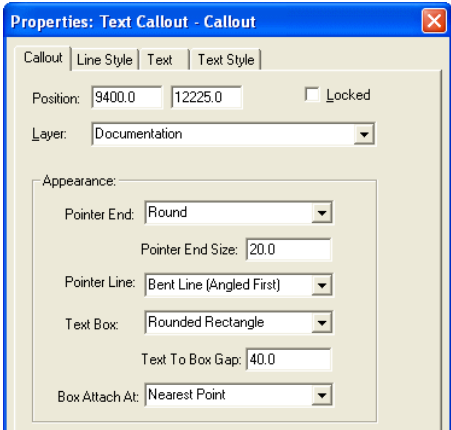 Properties: Text Callout - Callout
Callout Line Style Text Text Style
Position: 9400.0 12225.0 Locked
Layer: Documentation
Appearance:
Pointer End: Round
Pointer End Size: 20.0
Pointer Line: Bent Line (Angled First)
Text Box: Rounded Rectangle
Text To Box Gap: 40.0
Box Attach At: Nearest Point